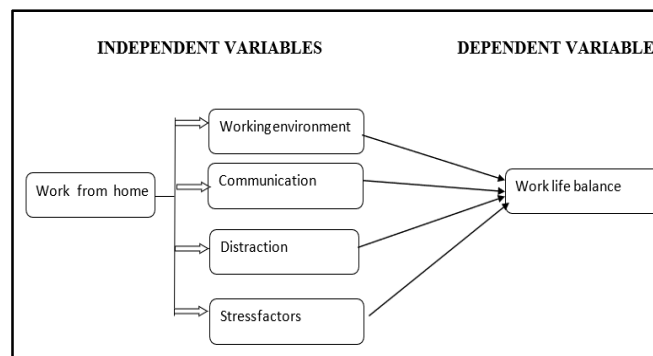 INDEPENDENT VARIABLES
DEPENDENT VARIABLE
Workingenvironment
Communication
Work from home
Work life balance
Distraction
Stressfactors